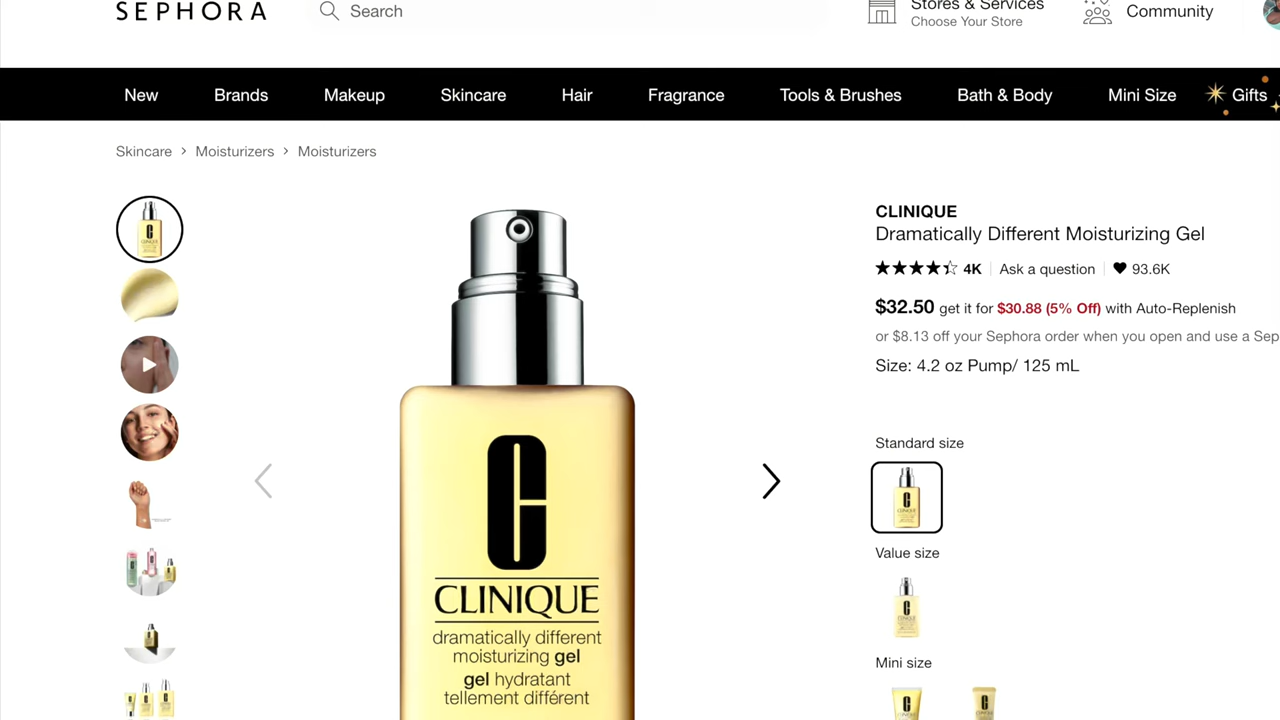 SEPHORA
Search
Stores & Services
Choose Your Store
Community
New Brands Makeup Skincare Hair Fragrance Tools & Brushes Bath & Body Mini Size Gifts
Skincare > Moisturizers > Moisturizers
CLINIQUE
Dramatically Different Moisturizing Gel
4K Ask a question 93.6K
$32.50 get it for $30.88 (5% Off) with Auto-Replenish
or $8.13 off your Sephora order when you open and use a Sep
Size: 4.2 oz Pump/ 125 mL
Standard size
Value size
Mini size
CLINIQUE
dramatically different
moisturizing gel
gel hydratant
tellement différent